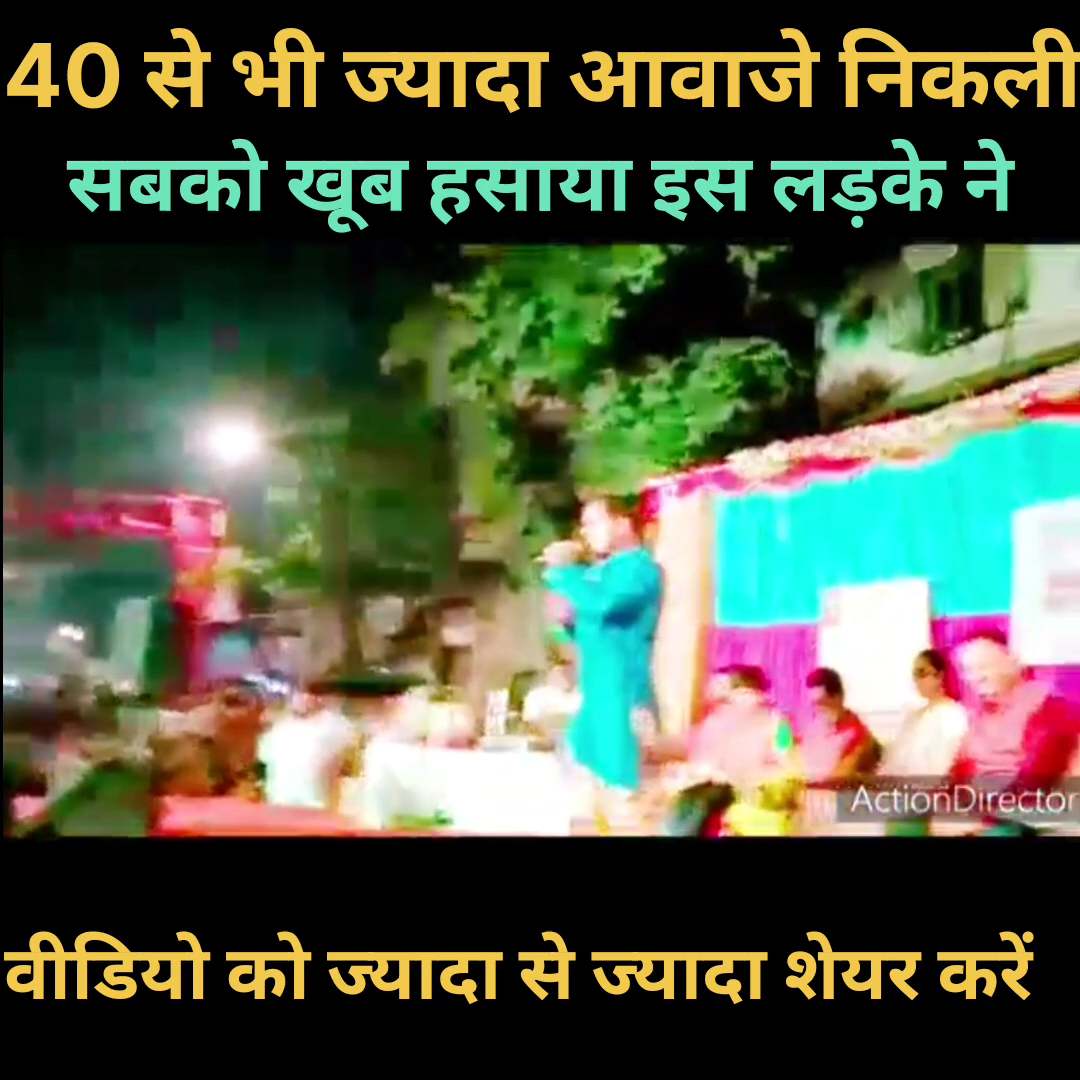 40 से भी ज्यादा आवाजे निकली
सबको खूब हसाया इस लड़के ने
ActionDirector
वीडियो को ज्यादा से ज्यादा शेयर करें